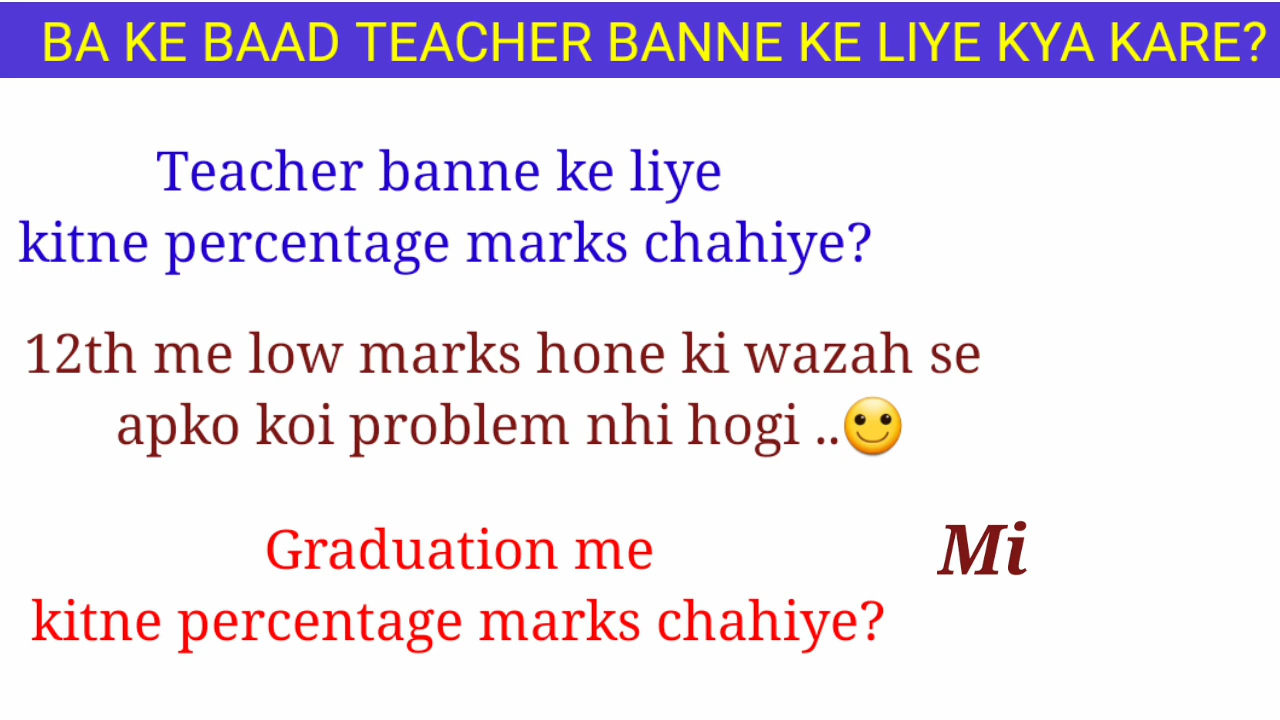 BA KE BAAD TEACHER BANNE KE LIYE KYA KARE?
Teacher banne ke liye
kitne percentage marks chahiye?
12th me low marks hone ki wazah se
apko koi problem nhi hogi ..🙂
Graduation me
kitne percentage marks chahiye?
Mi